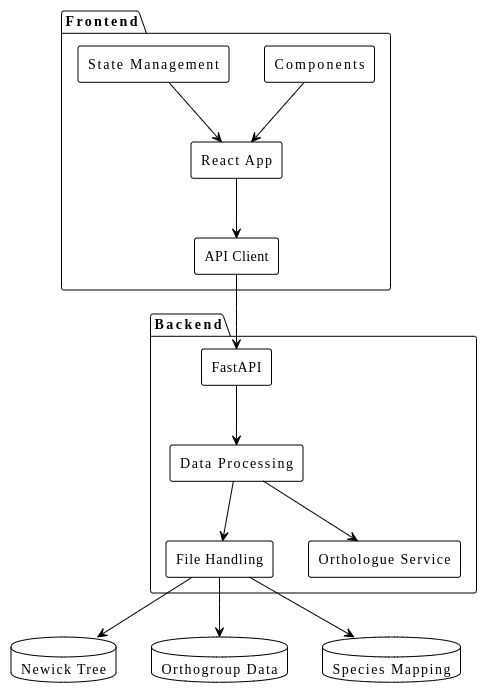 Frontend
State Management
Components
React App
API Client
Backend
FastAPI
Data Processing
File Handling
Orthologue Service
Newick Tree
Orthogroup Data
Species Mapping